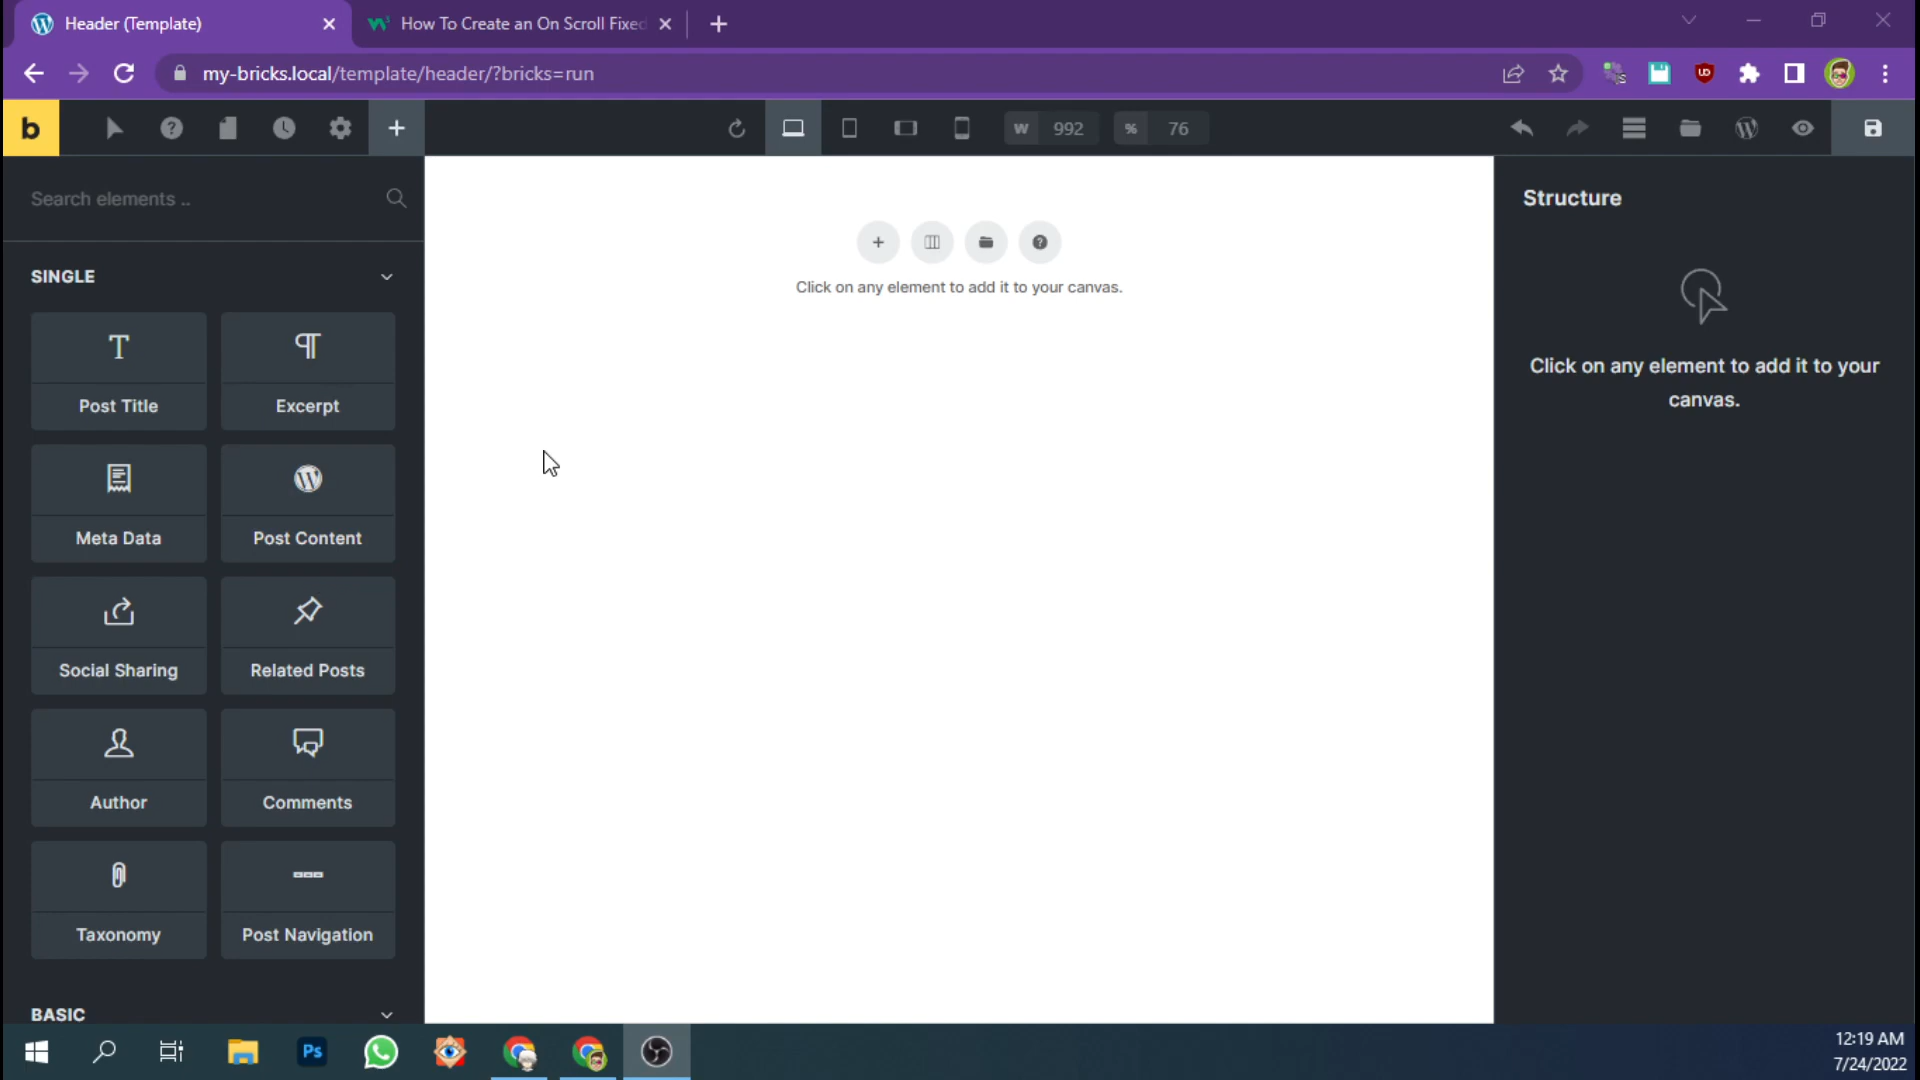 Header (Template)
How To Create an On Scroll Fixed
my-bricks.local/template/header/?bricks=run
b
W 992
% 76
Search elements ..
Structure
SINGLE
Click on any element to add it to your canvas.
Click on any element to add it to your
canvas.
Post Title
Excerpt
Meta Data
Post Content
Social Sharing
Related Posts
Author
Comments
Taxonomy
Post Navigation
BASIC
Ps
12:19 AM
7/24/2022